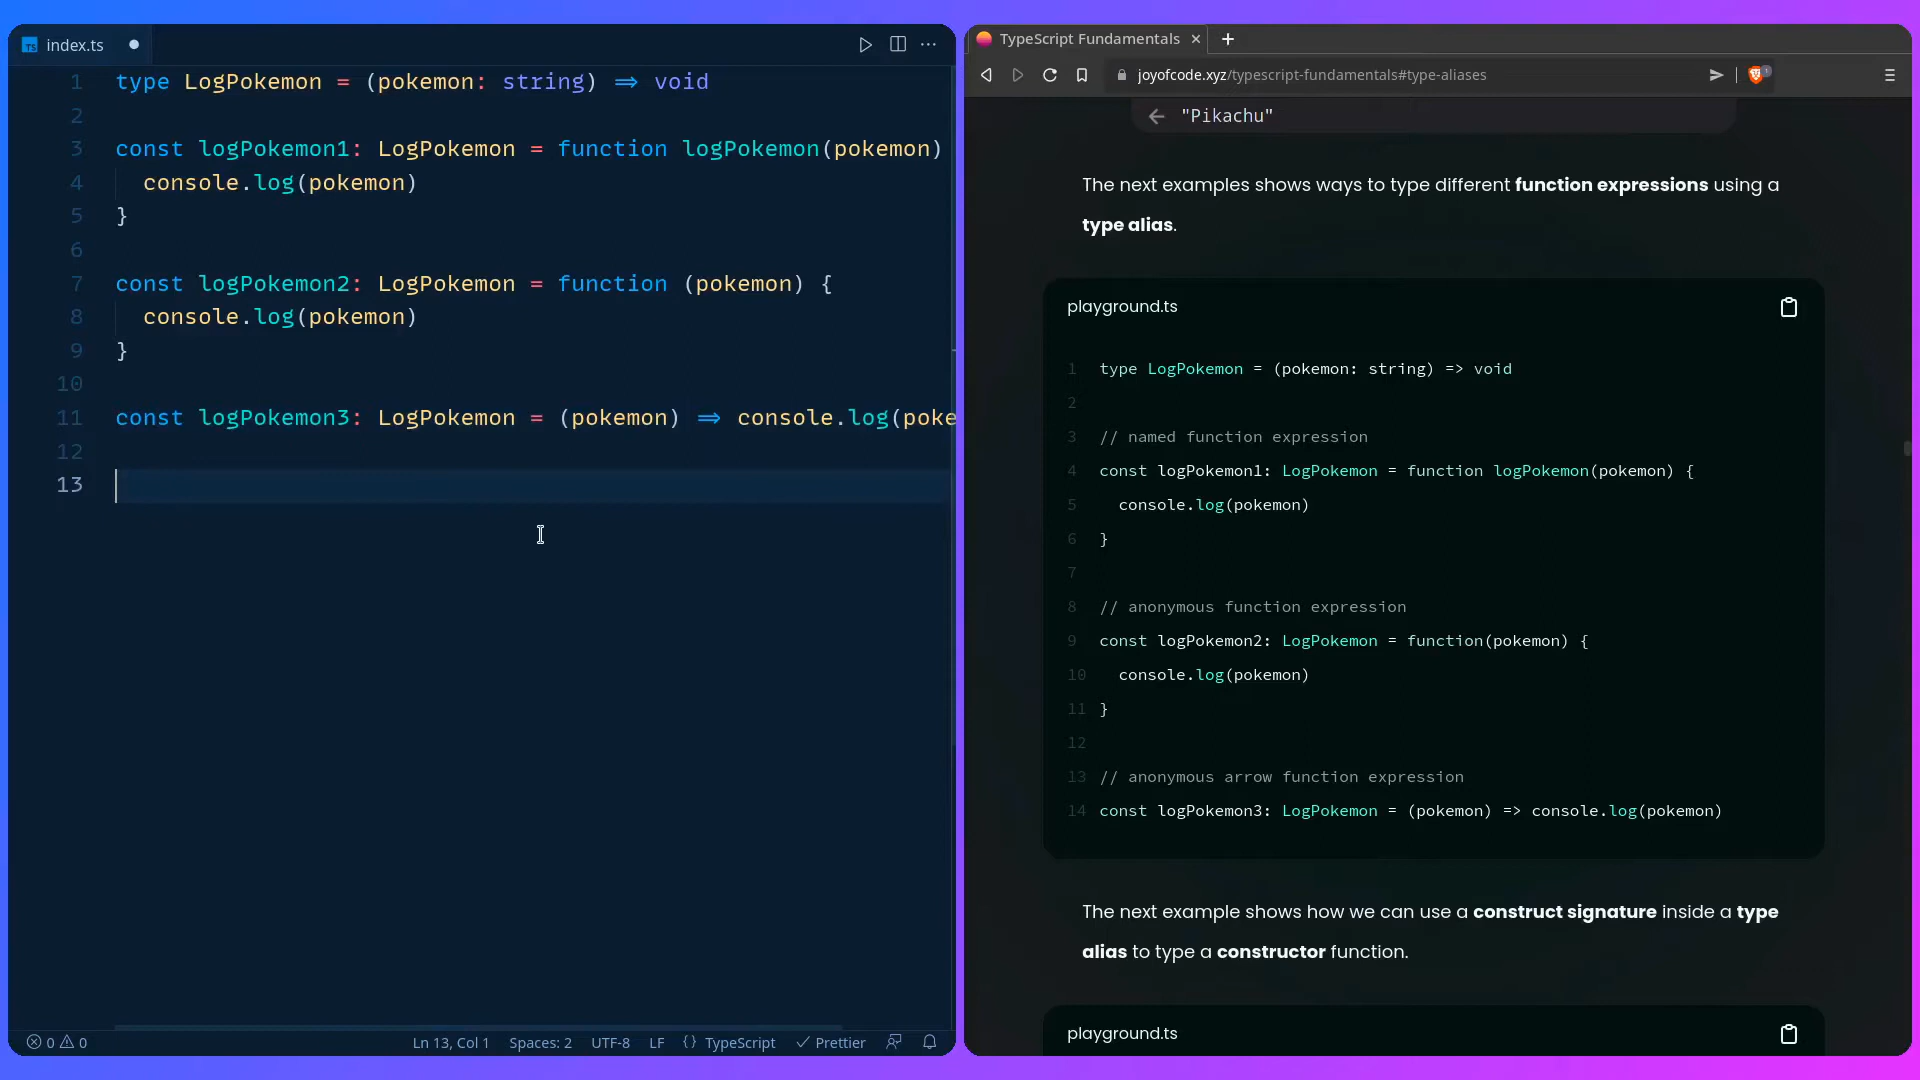 TS index.ts
1 type LogPokemon = (pokemon: string) => void
2
3 const logPokemon1: LogPokemon = function logPokemon(pokemon)
4 console.log(pokemon)
5 }
6
7 const logPokemon2: LogPokemon = function (pokemon) {
8 console.log(pokemon)
9 }
10
11 const logPokemon3: LogPokemon = (pokemon) => console.log(poke
12
13
0 0
Ln 13, Col 1 Spaces: 2 UTF-8 LF {} TypeScript Prettier
TypeScript Fundamentals
joyofcode.xyz/typescript-fundamentals#type-aliases
1
"Pikachu"
The next examples shows ways to type different function expressions using a
type alias.
playground.ts
1 type LogPokemon = (pokemon: string) => void
2
3 // named function expression
4 const logPokemon1: LogPokemon = function logPokemon(pokemon) {
5 console.log(pokemon)
6 }
7
8 // anonymous function expression
9 const logPokemon2: LogPokemon = function(pokemon) {
10 console.log(pokemon)
11 }
12
13 // anonymous arrow function expression
14 const logPokemon3: LogPokemon = (pokemon) => console.log(pokemon)
The next example shows how we can use a construct signature inside a type
alias to type a constructor function.
playground.ts